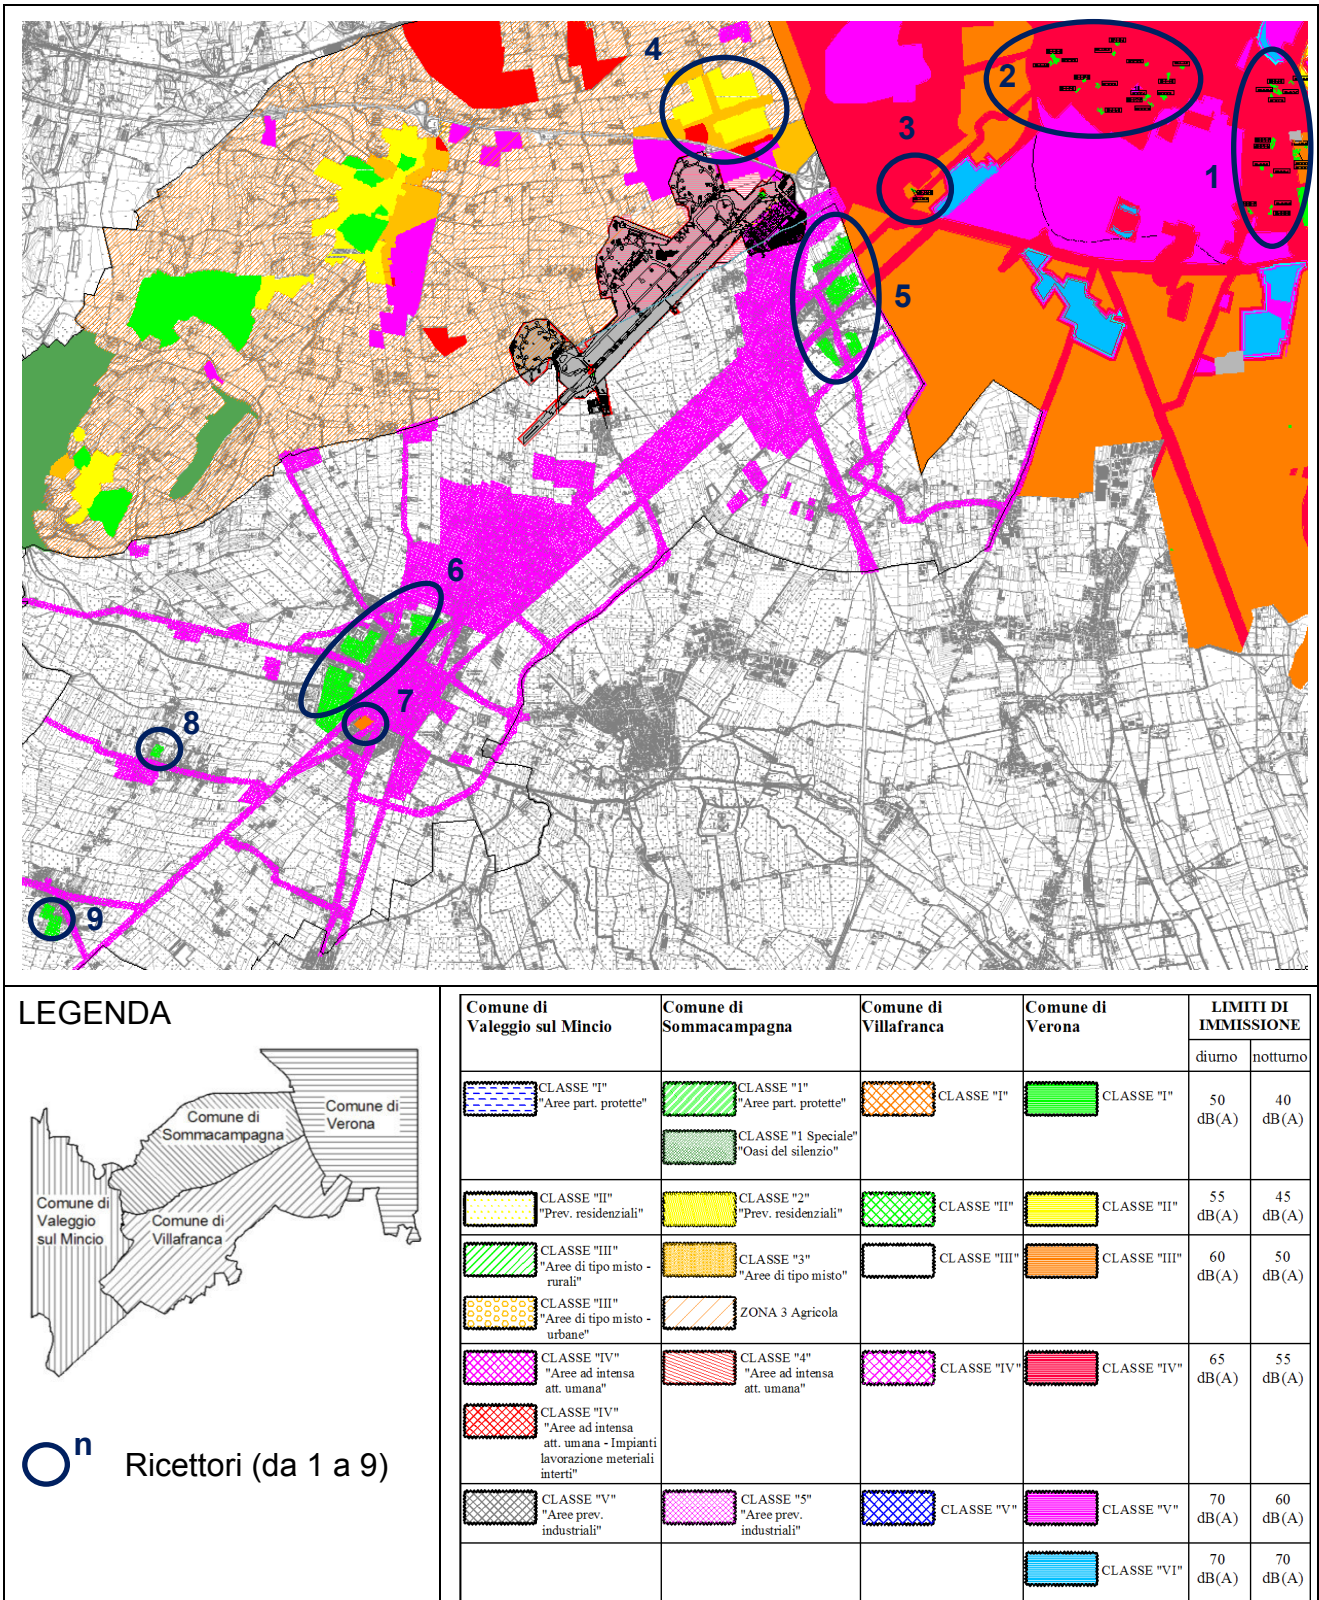 4
2
3
1
5
6
7
8
9
LEGENDA
Comune di
Sommacampagna
Comune di
Verona
Comune di
Valeggio
sul Mincio
Comune di
Villafranca
n
Ricettori (da 1 a 9)
Comune di
Valeggio sul Mincio
Comune di
Sommacampagna
Comune di
Villafranca
Comune di
Verona
LIMITI DI
IMMISSIONE
diurno notturno
CLASSE "I"
"Aree part. protette"
CLASSE "1"
"Aree part. protette"
CLASSE "1 Speciale"
"Oasi del silenzio"
CLASSE "I"
CLASSE "I"
50
dB(A)
40
dB(A)
CLASSE "II"
"Prev. residenziali"
CLASSE "2"
"Prev. residenziali"
CLASSE "II"
CLASSE "II"
55
dB(A)
45
dB(A)
CLASSE "III"
"Aree di tipo misto -
rurali"
CLASSE "III"
"Aree di tipo misto -
urbane"
CLASSE "3"
"Aree di tipo misto"
ZONA 3 Agricola
CLASSE "III"
CLASSE "III"
60
dB(A)
50
dB(A)
CLASSE "IV"
"Aree ad intensa
att. umana"
CLASSE "IV"
"Aree ad intensa
att. umana - Impianti
lavorazione meteriali
interti"
CLASSE "4"
"Aree ad intensa
att. umana"
CLASSE "IV"
CLASSE "IV"
65
dB(A)
55
dB(A)
CLASSE "V"
"Aree prev.
industriali"
CLASSE "5"
"Aree prev.
industriali"
CLASSE "V"
CLASSE "V"
70
dB(A)
60
dB(A)
CLASSE "VI"
70
dB(A)
70
dB(A)